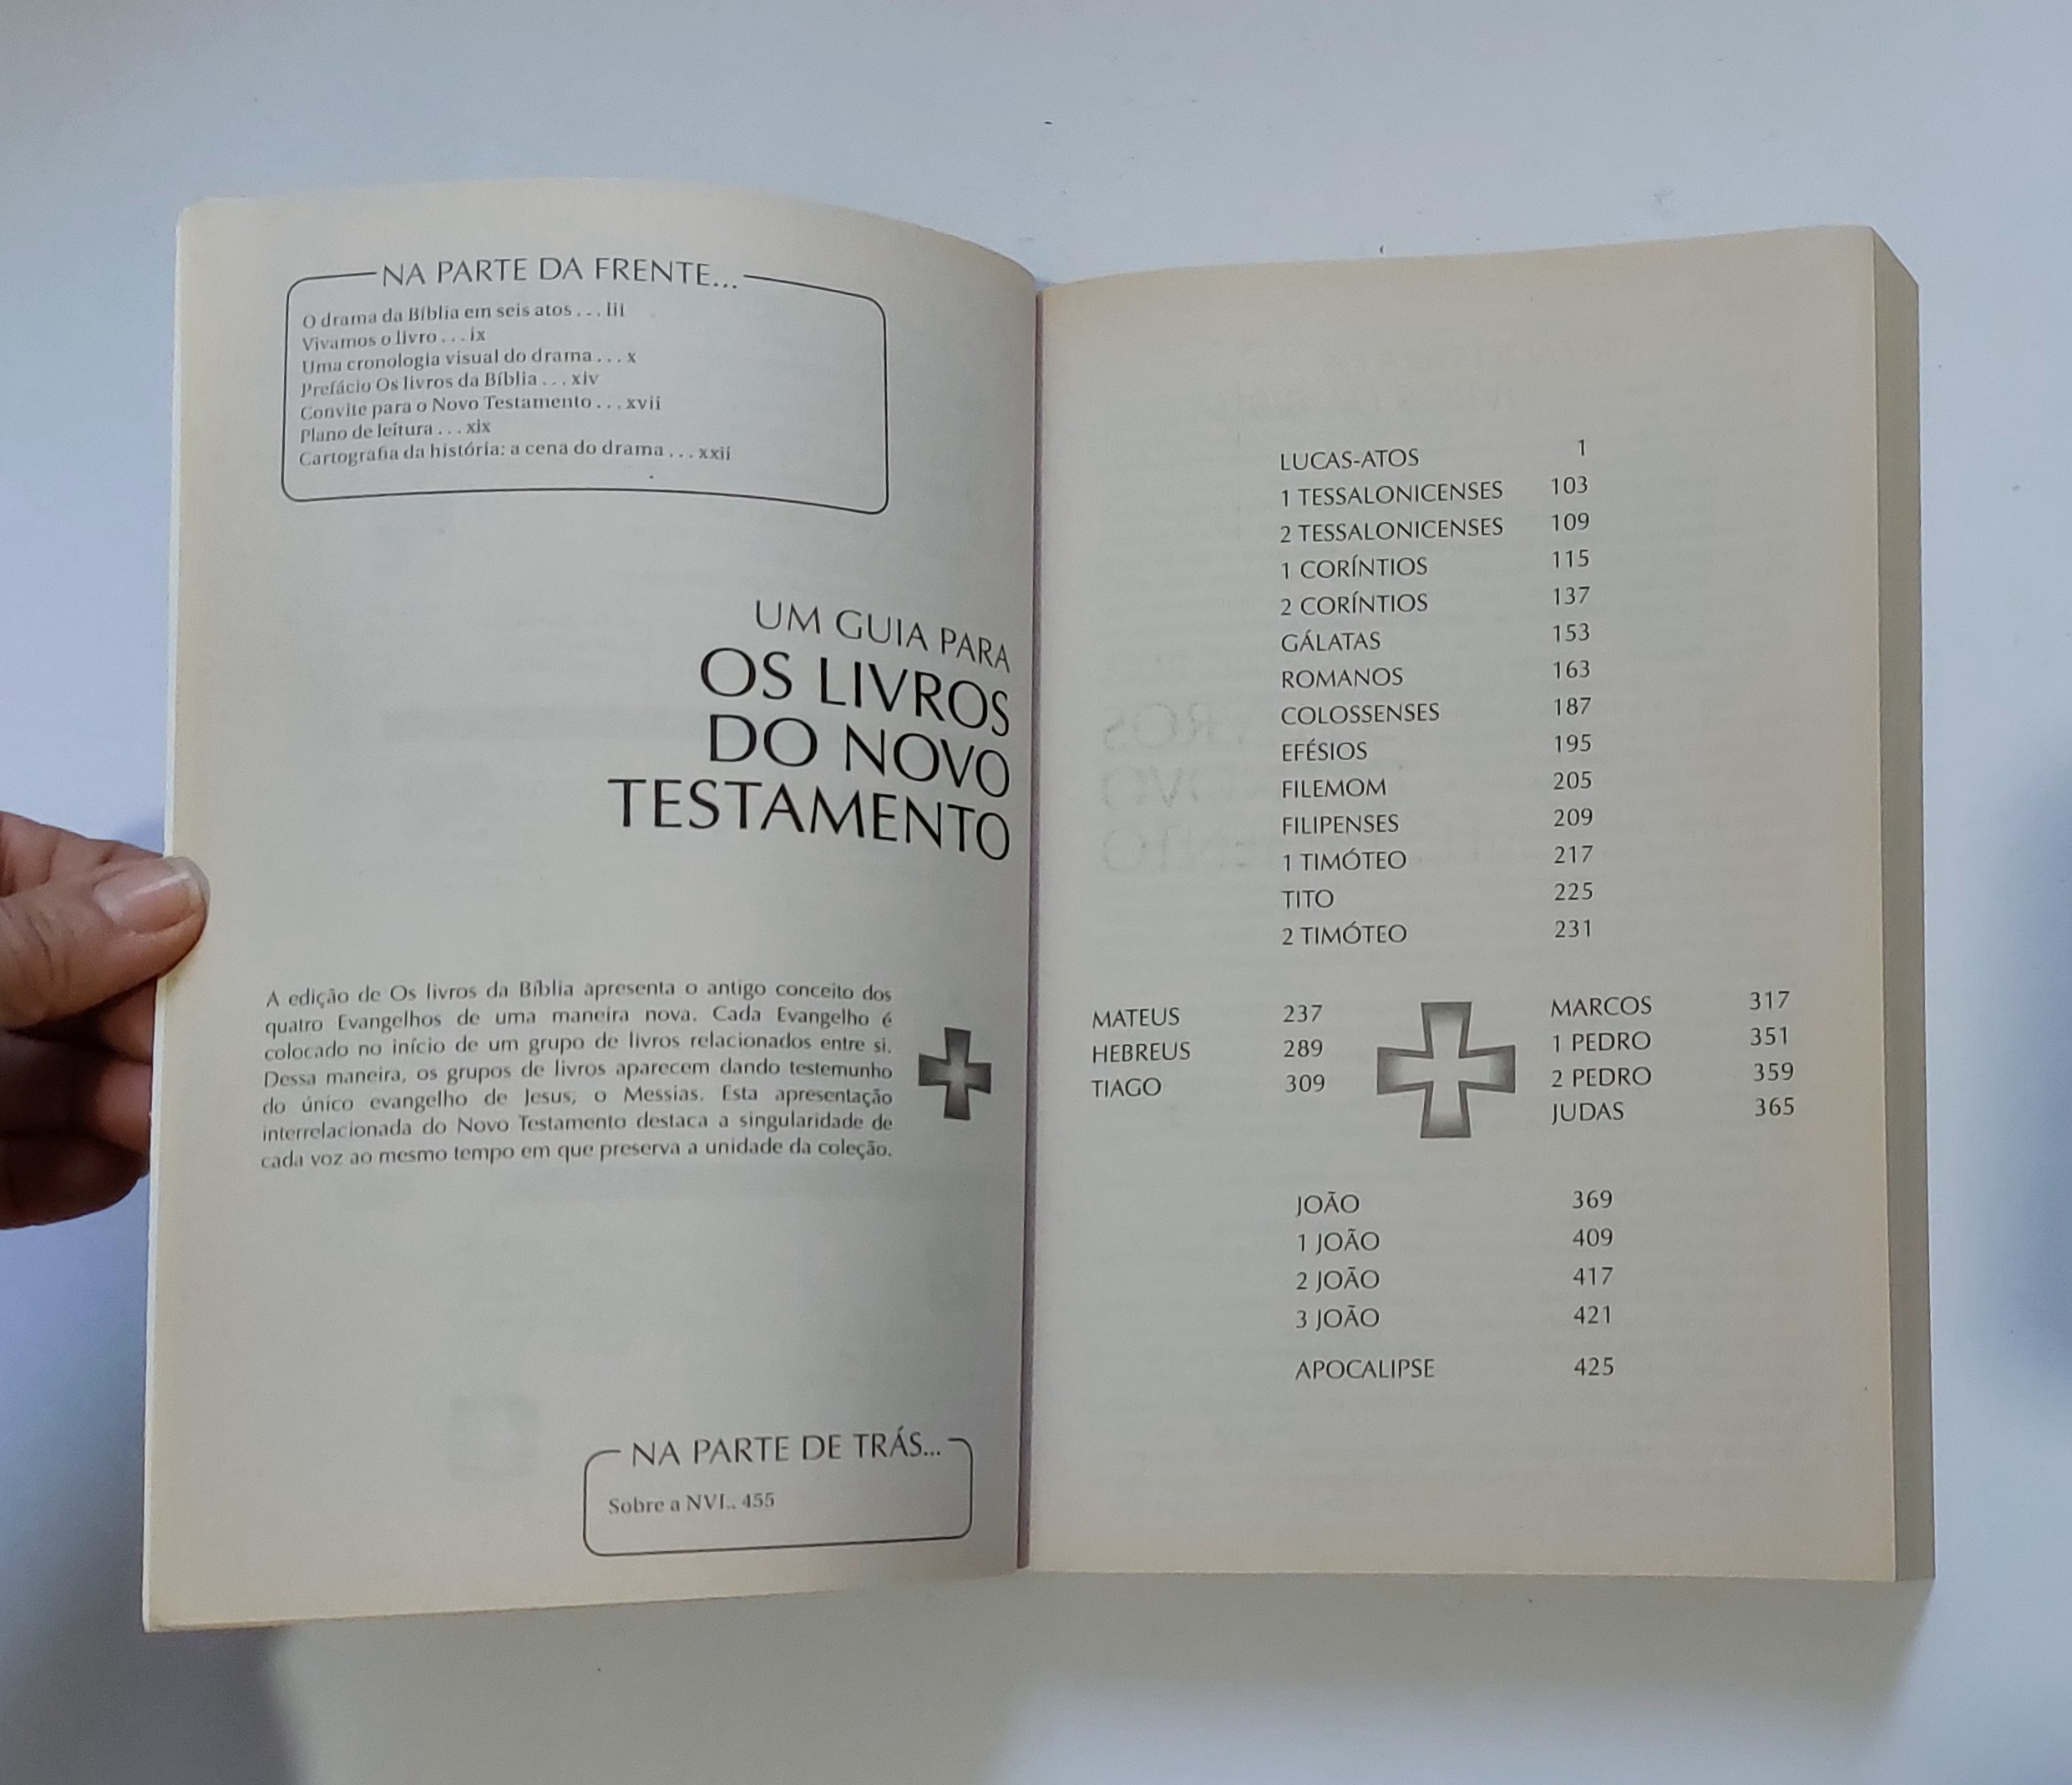 NA PARTE DA FRENTE...
O drama da Bíblia em seis atos . . . iii
Vivamos o livro . . . ix
Uma cronologia visual do drama . . . x
Prefácio Os livros da Bíblia . . . xiv
Convite para o Novo Testamento . . . xvii
Plano de leitura . . . xix
Cartografia da história: a cena do drama . . . xxii
UM GUIA PARA
OS LIVROS
DO NOVO
TESTAMENTO
A edição de Os livros da Bíblia apresenta o antigo conceito dos
quatro Evangelhos de uma maneira nova. Cada Evangelho é
colocado no início de um grupo de livros relacionados entre si.
Dessa maneira, os grupos de livros aparecem dando testemunho
do único evangelho de Jesus, o Messias. Esta apresentação
interrelacionada do Novo Testamento destaca a singularidade de
cada voz ao mesmo tempo em que preserva a unidade da coleção.
NA PARTE DE TRÁS...
Sobre a NVI.. 455
LUCAS-ATOS 1
1 TESSALONICENSES 103
2 TESSALONICENSES 109
1 CORÍNTIOS 115
2 CORÍNTIOS 137
GÁLATAS 153
ROMANOS 163
COLOSSENSES 187
EFÉSIOS 195
FILEMOM 205
FILIPENSES 209
1 TIMÓTEO 217
TITO 225
2 TIMÓTEO 231
MATEUS 237
HEBREUS 289
TIAGO 309
MARCOS 317
1 PEDRO 351
2 PEDRO 359
JUDAS 365
JOÃO 369
1 JOÃO 409
2 JOÃO 417
3 JOÃO 421
APOCALIPSE 425